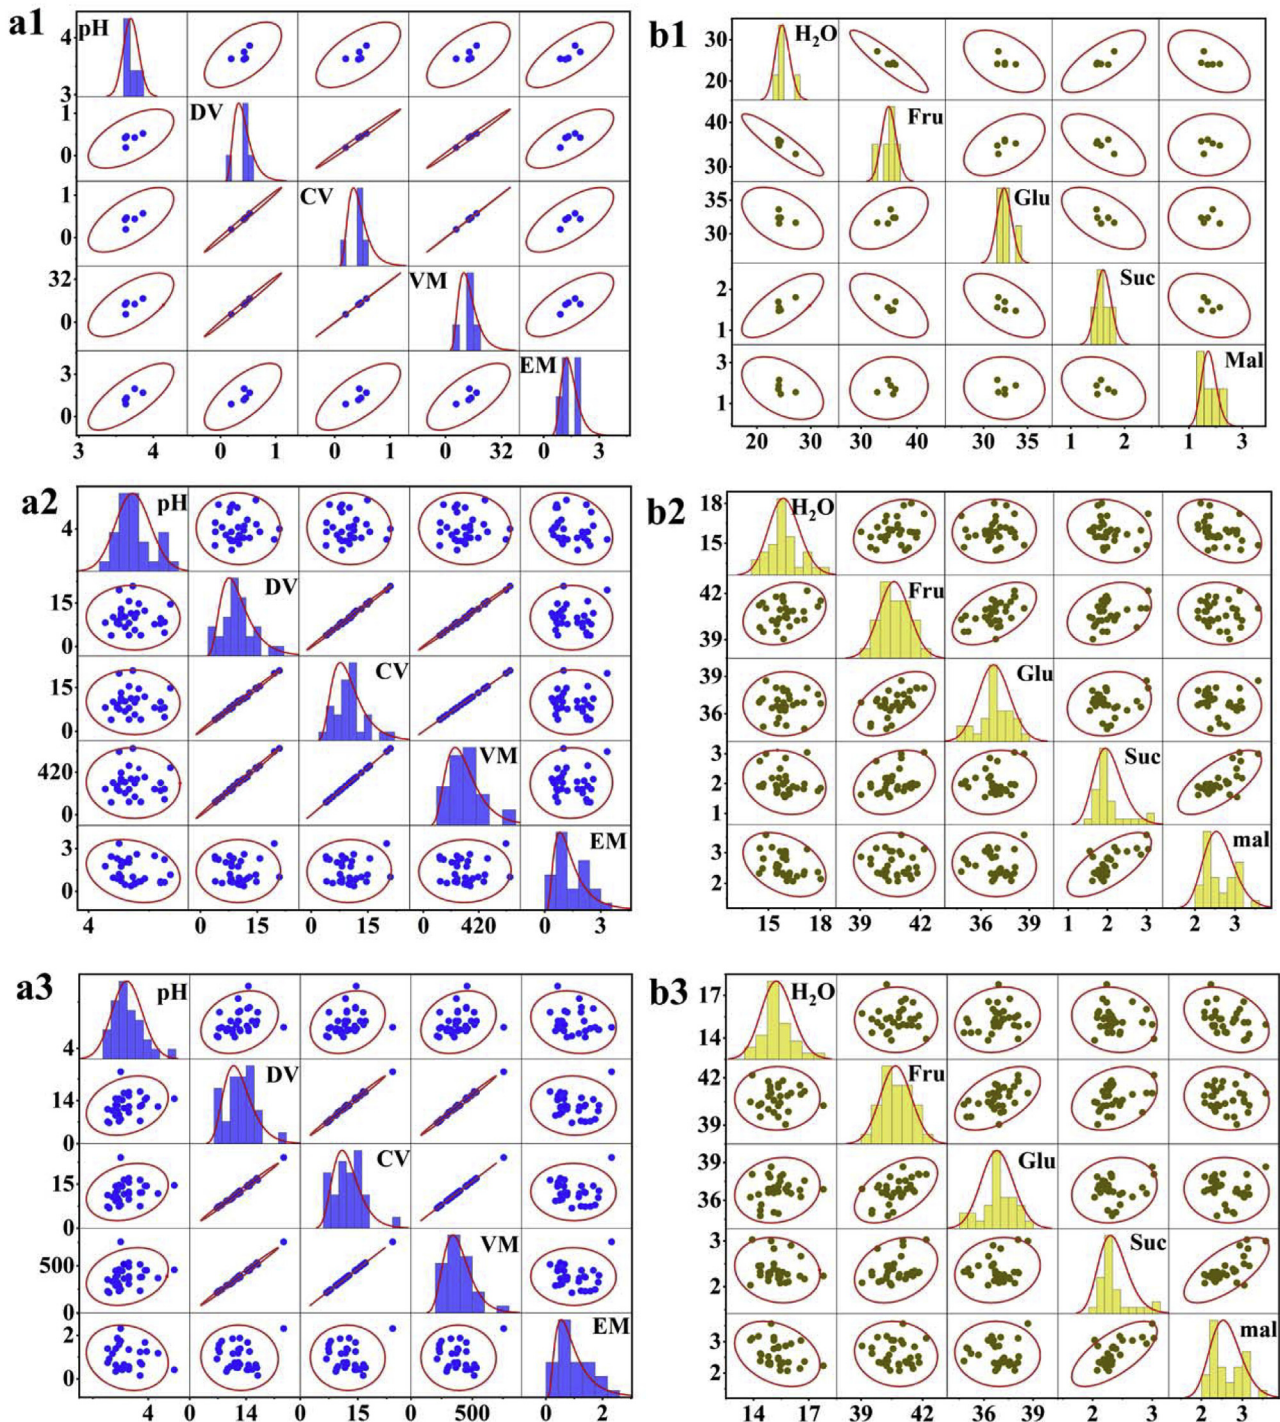 a1
pH
4
3
DV
1
0
CV
1
0
VM
32
0
EM
3
0
3 4 0 1 0 1 0 32 0 3
b1
H₂O
30
20
Fru
40
30
Glu
35
30
Suc
2
1
Mal
3
1
20 30 30 40 30 35 1 2 1 3
a2
pH
4
DV
15
0
CV
15
0
VM
420
0
EM
3
0
4 0 15 0 15 0 420 0 3
b2
H₂O
18
15
Fru
42
39
Glu
39
36
Suc
3
2
1
mal
3
2
15 18 39 42 36 39 1 2 3 2 3
a3
pH
4
DV
14
0
CV
15
0
VM
500
0
EM
2
0
4 0 14 0 15 0 500 0 2
b3
H₂O
17
14
Fru
42
39
Glu
39
36
Suc
3
2
mal
3
2
14 17 39 42 36 39 2 3 2 3